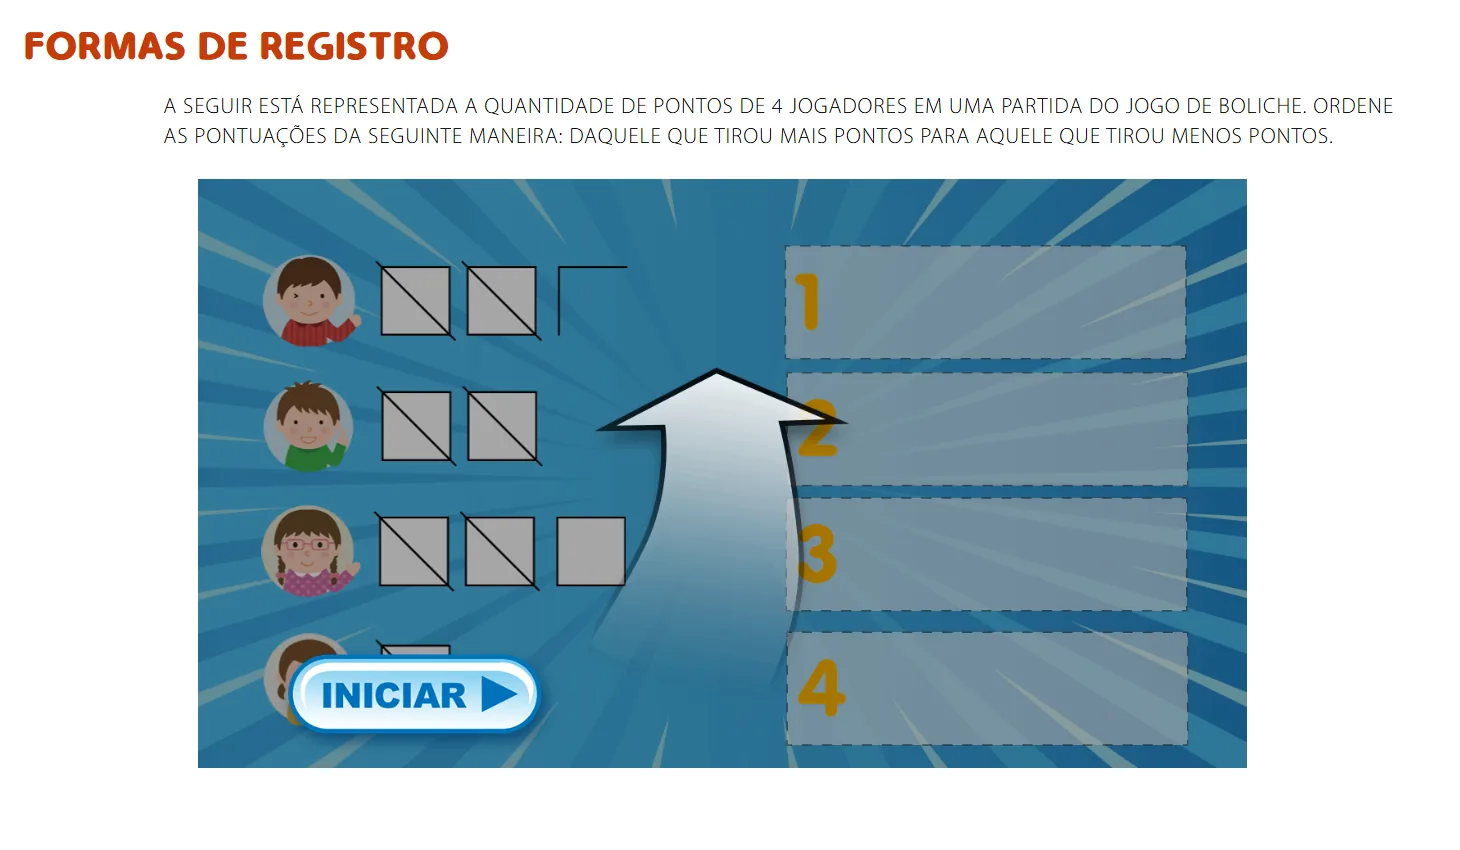 FORMAS DE REGISTRO
A SEGUIR ESTÁ REPRESENTADA A QUANTIDADE DE PONTOS DE 4 JOGADORES EM UMA PARTIDA DO JOGO DE BOLICHE. ORDENE
AS PONTUAÇÕES DA SEGUINTE MANEIRA: DAQUELE QUE TIROU MAIS PONTOS PARA AQUELE QUE TIROU MENOS PONTOS.
1
2
3
4
INICIAR